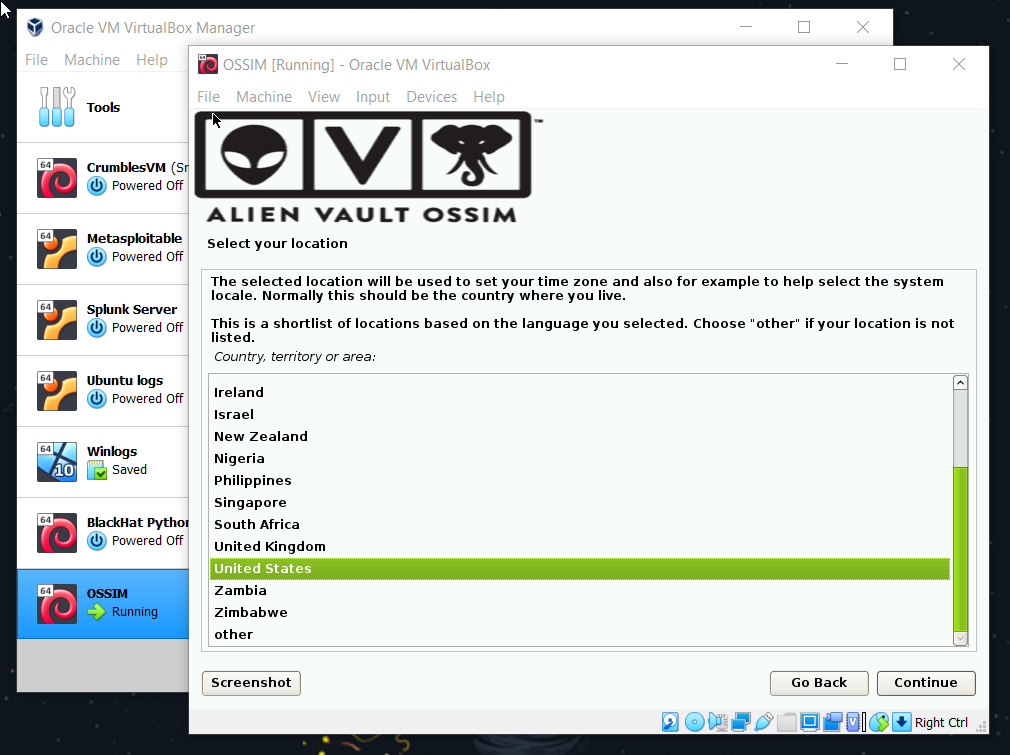 Oracle VM VirtualBox Manager
File Machine Help
Tools
64
CrumblesVM (Sn
Powered Off
64
Metasploitable
Powered Off
64
Splunk Server
Powered Off
64
Ubuntu logs
Powered Off
64
10
Winlogs
Saved
64
BlackHat Python
Powered Off
64
OSSIM
Running
64
OSSIM [Running] - Oracle VM VirtualBox
File Machine View Input Devices Help
V
™
ALIEN VAULT OSSIM
Select your location
The selected location will be used to set your time zone and also for example to help select the system
locale. Normally this should be the country where you live.
This is a shortlist of locations based on the language you selected. Choose "other" if your location is not
listed.
Country, territory or area:
Ireland
Israel
New Zealand
Nigeria
Philippines
Singapore
South Africa
United Kingdom
United States
Zambia
Zimbabwe
other
Screenshot
Go Back Continue
Right Ctrl